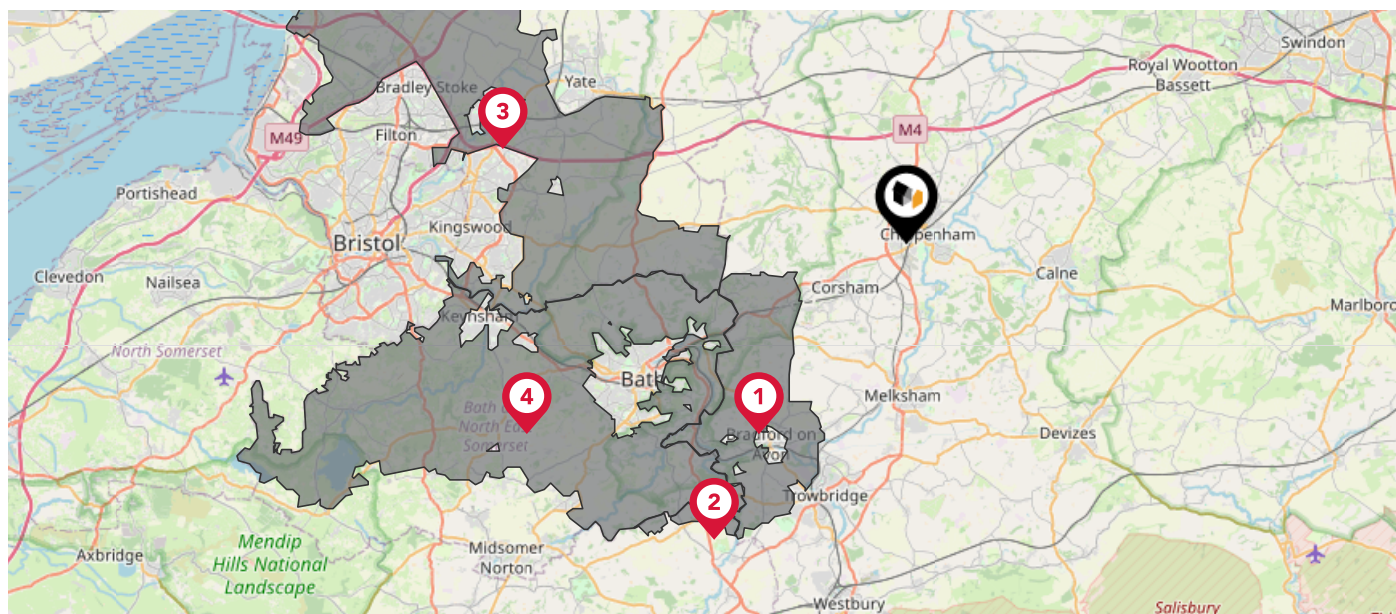 Swindon
Royal Wootton
Bassett
Yate
Bradley Stoke
3
M4
Filton
M49
Portishead
Kingswood
Chippenham
Bristol
Clevedon
Nailsea
Calne
Corsham
Marlboro
Keynsham
North Somerset
Bath
4
1
Melksham
Bath
North Ea
Somerset
Bradford on
Avon
Devizes
2
Trowbridge
Mendip
Hills National
Landscape
Axbridge
Midsomer
Norton
Westbury
Salisbury